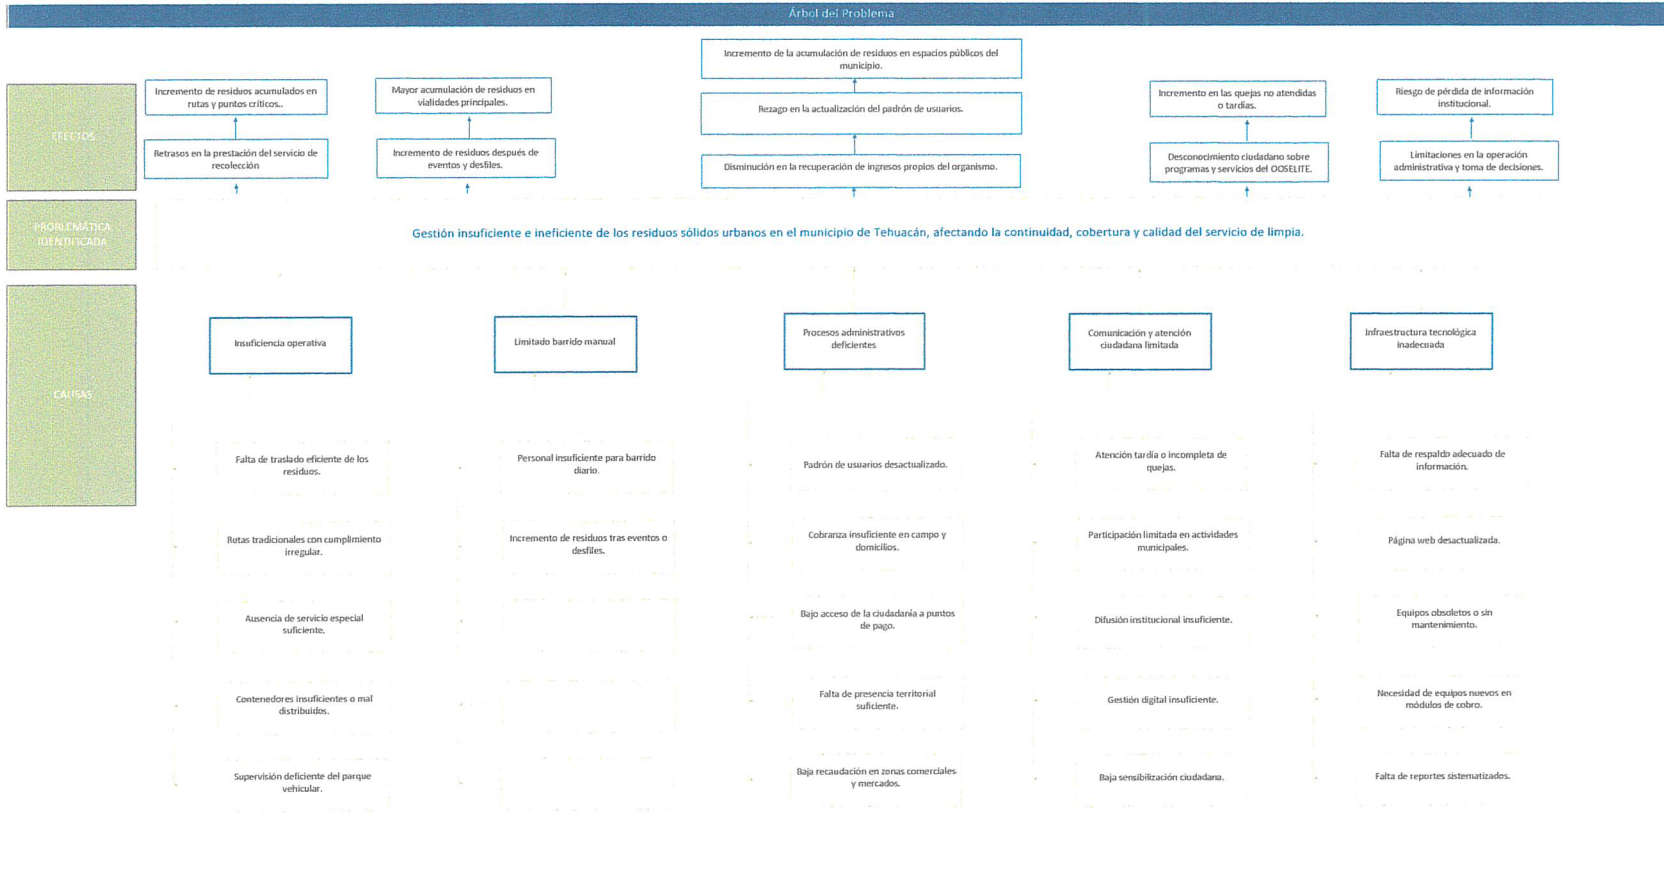 Árbol del Problema
EFECTOS
Incremento de residuos acumulados en
rutas y puntos críticos..
Retrasos en la prestación del servicio de
recolección
Mayor acumulación de residuos en
vialidades principales.
Incremento de residuos después de
eventos y desfiles.
Incremento de la acumulación de residuos en espacios públicos del
municipio.
Rezago en la actualización del padrón de usuarios.
Disminución en la recuperación de ingresos propios del organismo.
Incremento en las quejas no atendidas
o tardías.
Desconocimiento ciudadano sobre
programas y servicios del OOSELITE.
Riesgo de pérdida de información
institucional.
Limitaciones en la operación
administrativa y toma de decisiones.
PROBLEMÁTICA
IDENTIFICADA
Gestión insuficiente e ineficiente de los residuos sólidos urbanos en el municipio de Tehuacán, afectando la continuidad, cobertura y calidad del servicio de limpia.
CAUSAS
Insuficiencia operativa
Falta de traslado eficiente de los
residuos.
Rutas tradicionales con cumplimiento
irregular.
Ausencia de servicio especial
suficiente.
Contenedores insuficientes o mal
distribuidos.
Supervisión deficiente del parque
vehicular.
Limitado barrido manual
Personal insuficiente para barrido
diario.
Incremento de residuos tras eventos o
desfiles.
Procesos administrativos
deficientes
Padrón de usuarios desactualizado.
Cobranza insuficiente en campo y
domicilios.
Bajo acceso de la ciudadanía a puntos
de pago.
Falta de presencia territorial
suficiente.
Baja recaudación en zonas comerciales
y mercados.
Comunicación y atención
ciudadana limitada
Atención tardía o incompleta de
quejas.
Participación limitada en actividades
municipales.
Difusión institucional insuficiente.
Gestión digital insuficiente.
Baja sensibilización ciudadana.
Infraestructura tecnológica
inadecuada
Falta de respaldo adecuado de
información.
Página web desactualizada.
Equipos obsoletos o sin
mantenimiento.
Necesidad de equipos nuevos en
módulos de cobro.
Falta de reportes sistematizados.